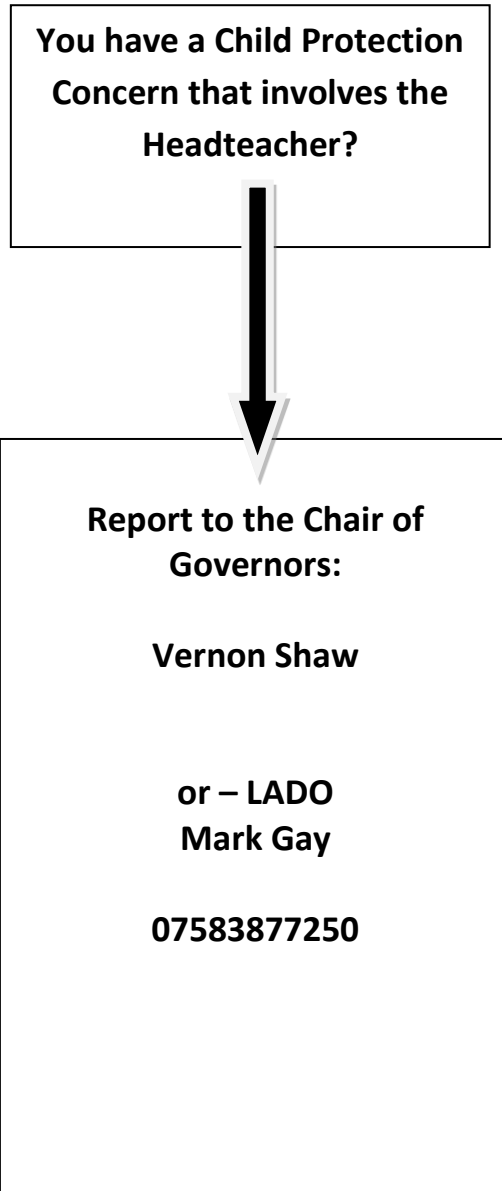 You have a Child Protection
Concern that involves the
Headteacher?
Report to the Chair of
Governors:
Vernon Shaw
or – LADO
Mark Gay
07583877250